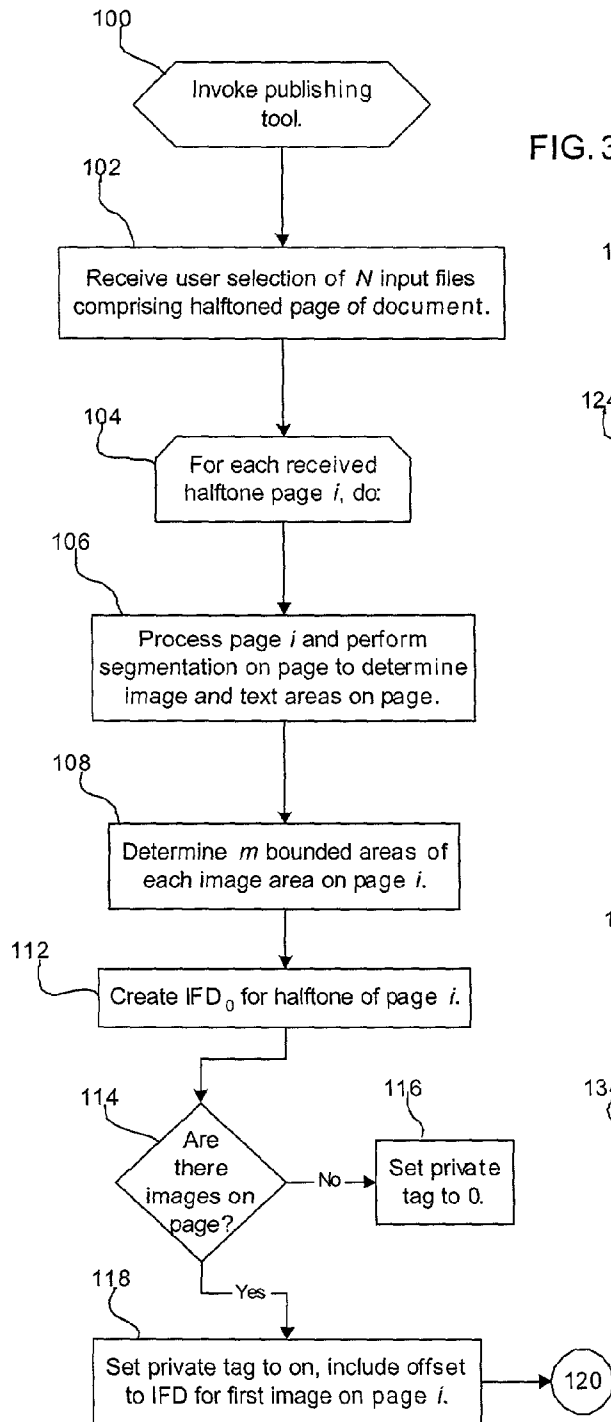 100
Invoke publishing
tool.
FIG. 3
102
Receive user selection of N input files
comprising halftoned page of document.
104
For each received
halftone page i, do:
124
106
Process page i and perform
segmentation on page to determine
image and text areas on page.
108
Determine m bounded areas of
each image area on page i.
112
Create IFD0 for halftone of page i.
114
Are
there
images on
page?
No
116
Set private
tag to 0.
134
Yes
118
Set private tag to on, include offset
to IFD for first image on page i.
120